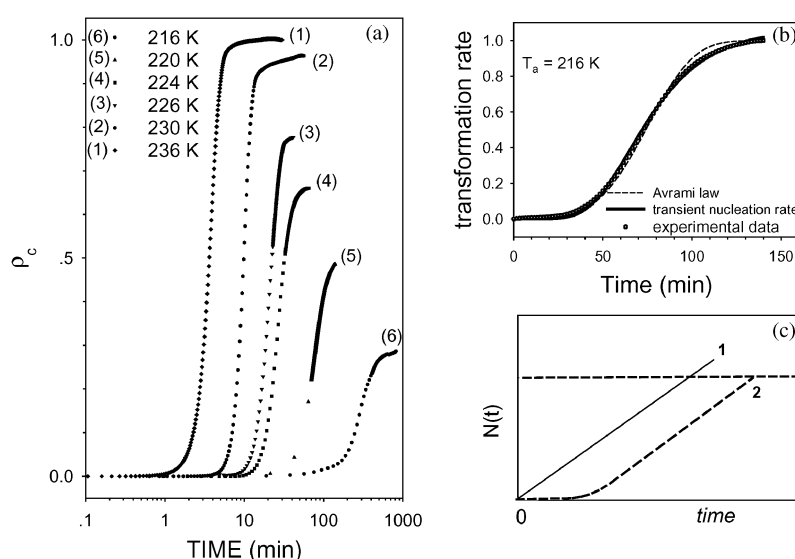 (a)
(6) • 216 K
(5) ▲ 220 K
(4) ■ 224 K
(3) ▼ 226 K
(2) • 230 K
(1) ♦ 236 K
(1)
(2)
(3)
(4)
(5)
(6)
1.0
.5
0.0
ρc
.1 1 10 100 1000
TIME (min)
(b)
Ta = 216 K
transformation rate
1.0
0.8
0.6
0.4
0.2
0.0
Avrami law
transient nucleation rate
experimental data
0 50 100 150
Time (min)
(c)
1
2
N(t)
0 time